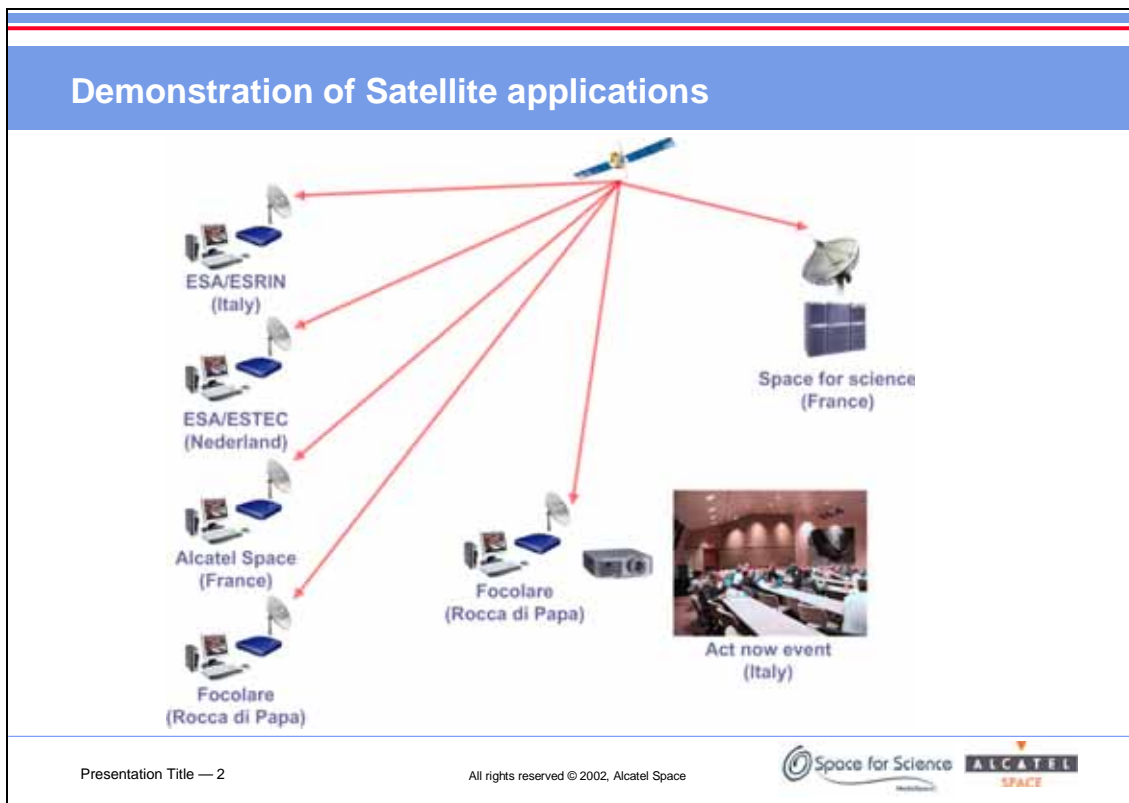 Demonstration of Satellite applications
ESA/ESRIN
(Italy)
ESA/ESTEC
(Nederland)
Alcatel Space
(France)
Focolare
(Rocca di Papa)
Focolare
(Rocca di Papa)
Space for science
(France)
Act now event
(Italy)
Presentation Title — 2
All rights reserved © 2002, Alcatel Space
Space for Science
ALCATEL
SPACE